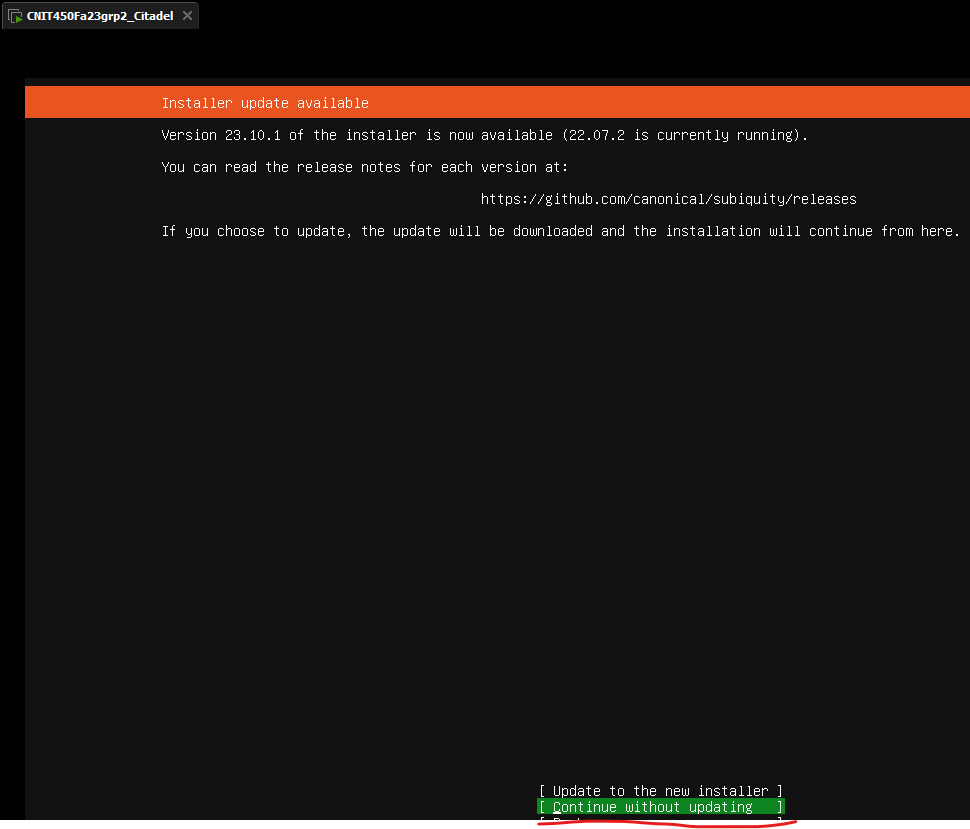 CNIT450Fa23grp2_Citadel
Installer update available
Version 23.10.1 of the installer is now available (22.07.2 is currently running).
You can read the release notes for each version at:
https://github.com/canonical/subiquity/releases
If you choose to update, the update will be downloaded and the installation will continue from here.
[ Update to the new installer ]
[ Continue without updating   ]